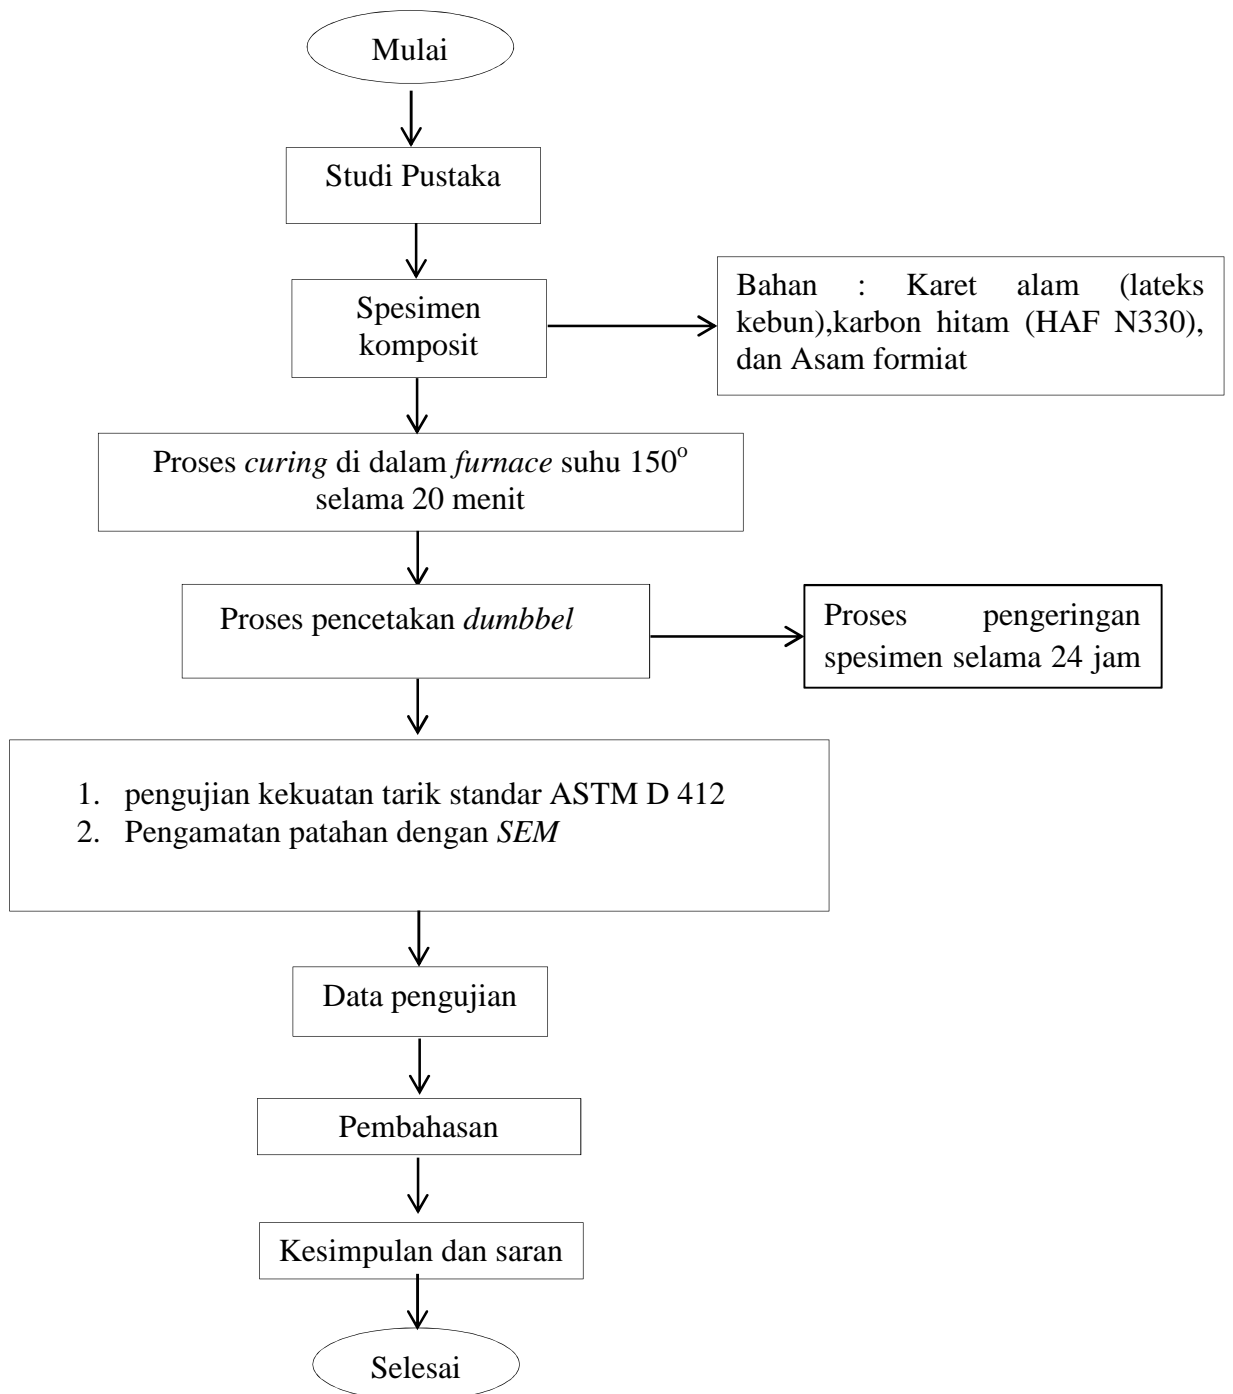 Mulai
Studi Pustaka
Spesimen
komposit
Bahan : Karet alam (lateks
kebun),karbon hitam (HAF N330),
dan Asam formiat
Proses curing di dalam furnace suhu 150°
selama 20 menit
Proses pencetakan dumbbel
Proses pengeringan
spesimen selama 24 jam
1. pengujian kekuatan tarik standar ASTM D 412
2. Pengamatan patahan dengan SEM
Data pengujian
Pembahasan
Kesimpulan dan saran
Selesai